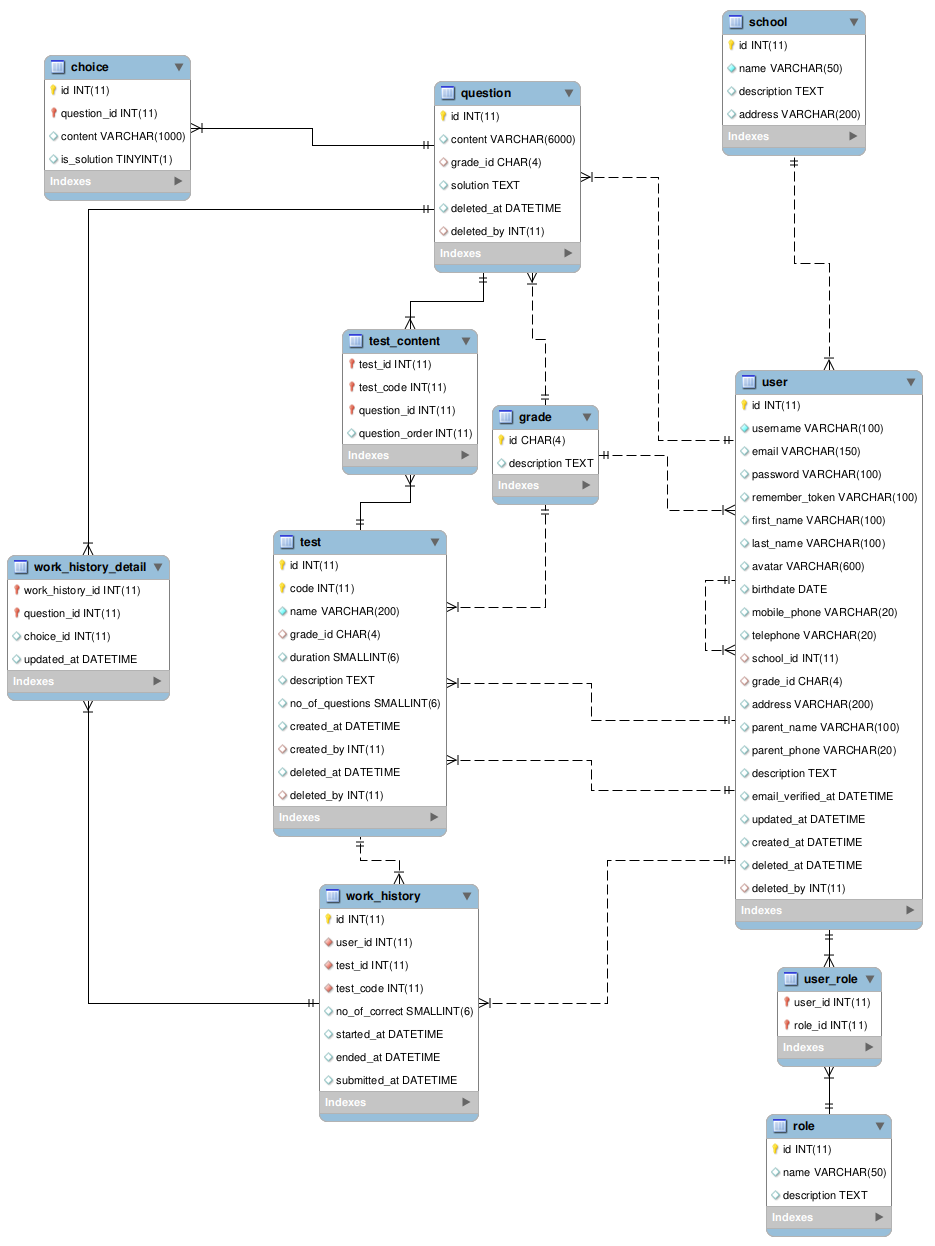 school
id INT(11)
name VARCHAR(50)
description TEXT
address VARCHAR(200)
Indexes
choice
id INT(11)
question_id INT(11)
content VARCHAR(1000)
is_solution TINYINT(1)
Indexes
question
id INT(11)
content VARCHAR(6000)
grade_id CHAR(4)
solution TEXT
deleted_at DATETIME
deleted_by INT(11)
Indexes
test_content
test_id INT(11)
test_code INT(11)
question_id INT(11)
question_order INT(11)
Indexes
grade
id CHAR(4)
description TEXT
Indexes
user
id INT(11)
username VARCHAR(100)
email VARCHAR(150)
password VARCHAR(100)
remember_token VARCHAR(100)
first_name VARCHAR(100)
last_name VARCHAR(100)
avatar VARCHAR(600)
birthdate DATE
mobile_phone VARCHAR(20)
telephone VARCHAR(20)
school_id INT(11)
grade_id CHAR(4)
address VARCHAR(200)
parent_name VARCHAR(100)
parent_phone VARCHAR(20)
description TEXT
email_verified_at DATETIME
updated_at DATETIME
created_at DATETIME
deleted_at DATETIME
deleted_by INT(11)
Indexes
test
id INT(11)
code INT(11)
name VARCHAR(200)
grade_id CHAR(4)
duration SMALLINT(6)
description TEXT
no_of_questions SMALLINT(6)
created_at DATETIME
created_by INT(11)
deleted_at DATETIME
deleted_by INT(11)
Indexes
work_history_detail
work_history_id INT(11)
question_id INT(11)
choice_id INT(11)
updated_at DATETIME
Indexes
work_history
id INT(11)
user_id INT(11)
test_id INT(11)
test_code INT(11)
no_of_correct SMALLINT(6)
started_at DATETIME
ended_at DATETIME
submitted_at DATETIME
Indexes
user_role
user_id INT(11)
role_id INT(11)
Indexes
role
id INT(11)
name VARCHAR(50)
description TEXT
Indexes